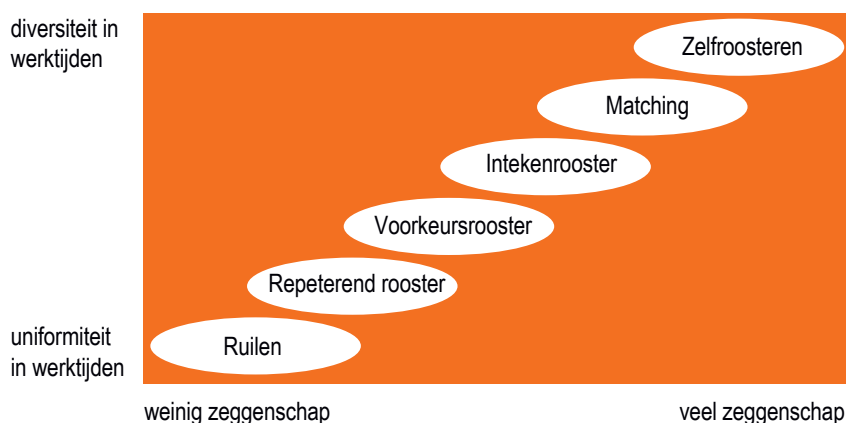 diversiteit in
werktijden
Zelfroosteren
Matching
Intekenrooster
Voorkeursrooster
Repeterend rooster
Ruilen
uniformiteit
in werktijden
weinig zeggenschap
veel zeggenschap